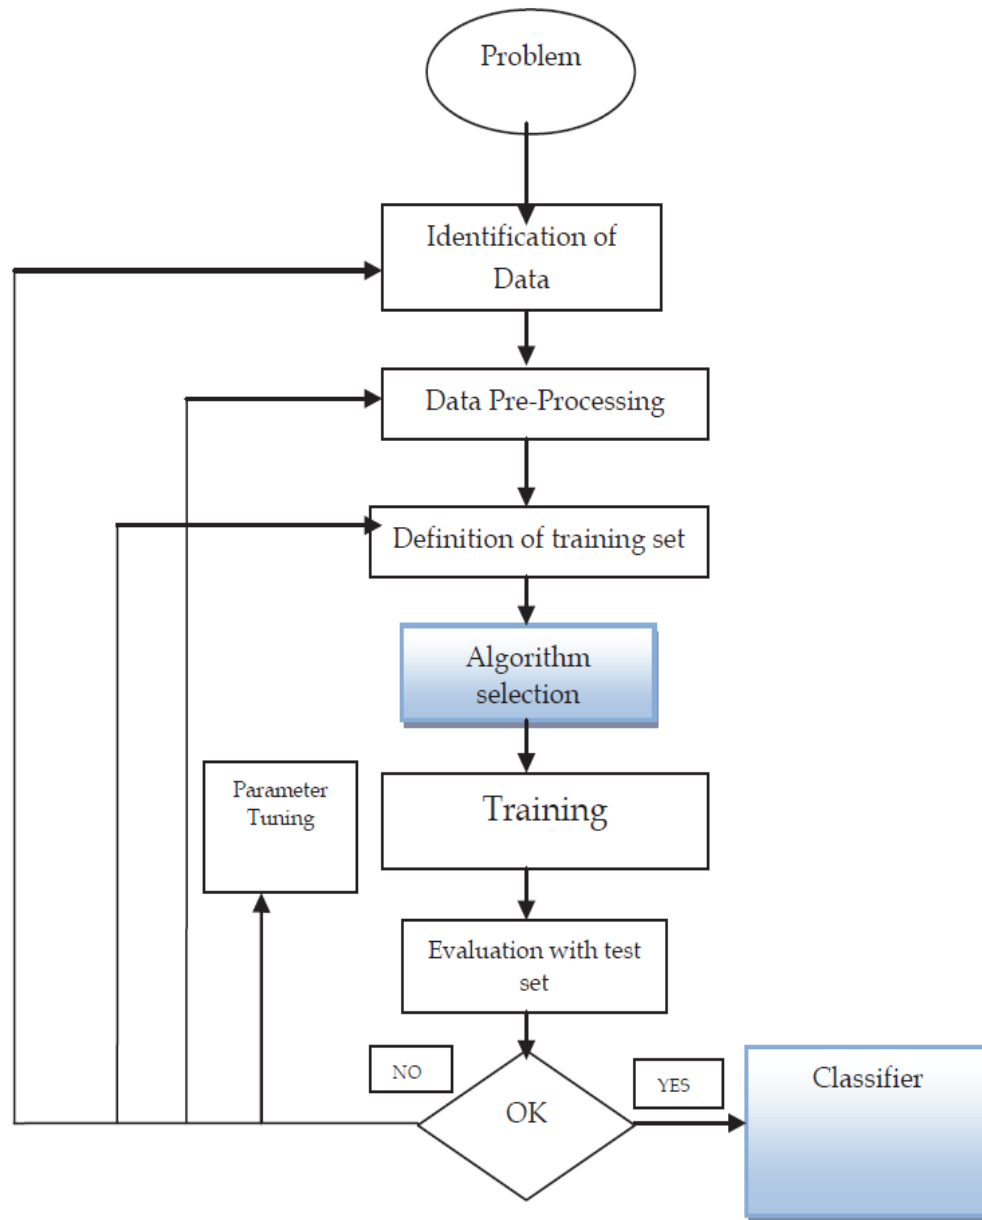 Problem
Identification of
Data
Data Pre-Processing
Definition of training set
Algorithm
selection
Parameter
Tuning
Training
Evaluation with test
set
NO
OK
YES
Classifier